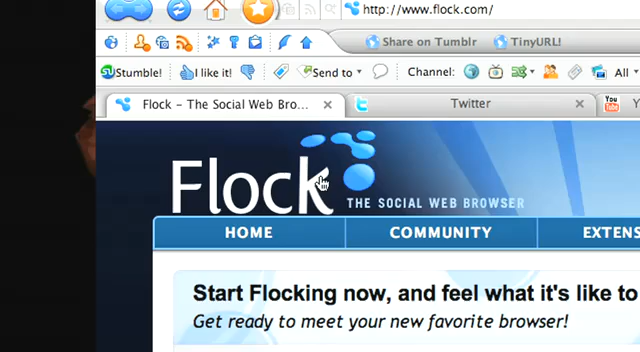 http://www.flock.com/
Share on Tumblr TinyURL!
Stumble! I like it! Send to Channel: All
Flock – The Social Web Bro... Twitter You Tube Y
Flock
THE SOCIAL WEB BROWSER
HOME COMMUNITY EXTENS
Start Flocking now, and feel what it's like to
Get ready to meet your new favorite browser!